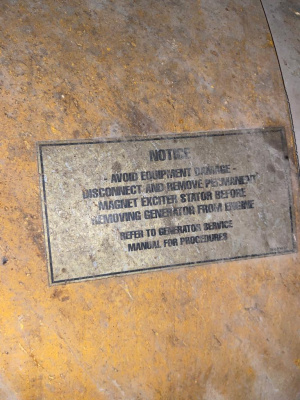 NOTICE
- AVOID EQUIPMENT DAMAGE -
DISCONNECT AND REMOVE PERMANENT
MAGNET EXCITER STATOR BEFORE
REMOVING GENERATOR FROM ENGINE
REFER TO GENERATOR SERVICE
MANUAL FOR PROCEDURES